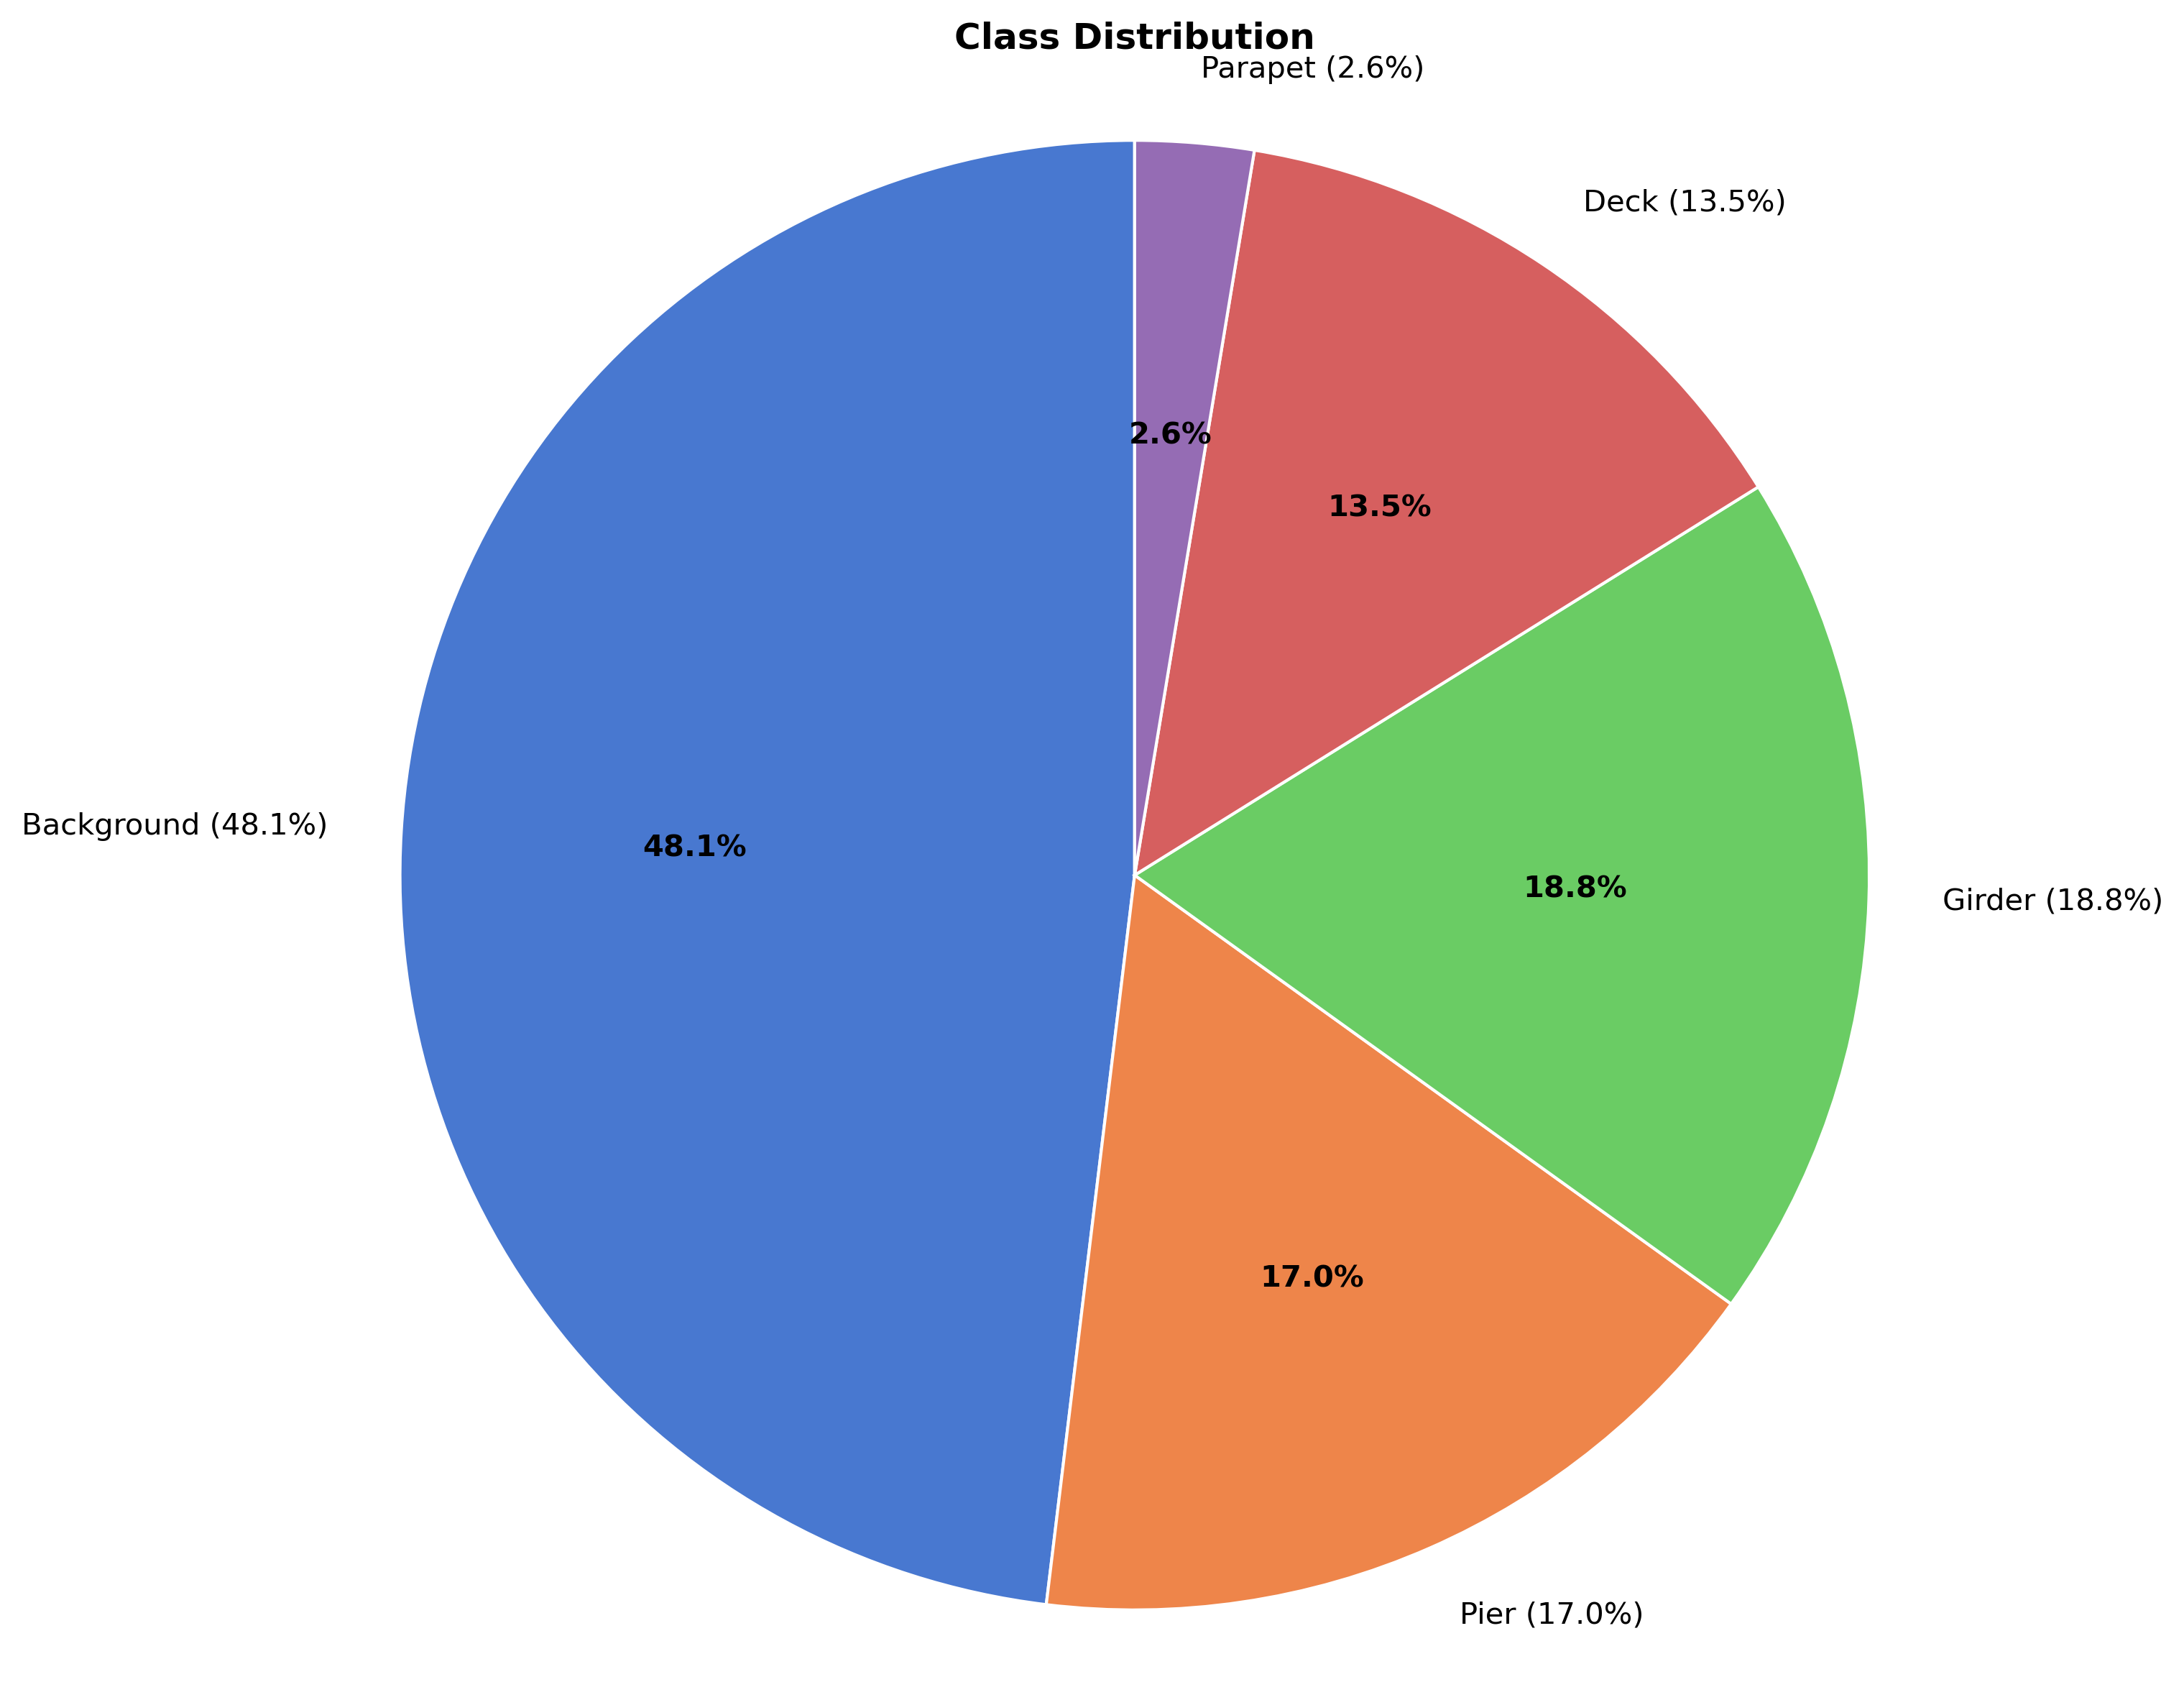 Class Distribution
Parapet (2.6%)
Deck (13.5%)
2.6%
13.5%
Background (48.1%)
48.1%
18.8%
Girder (18.8%)
17.0%
Pier (17.0%)